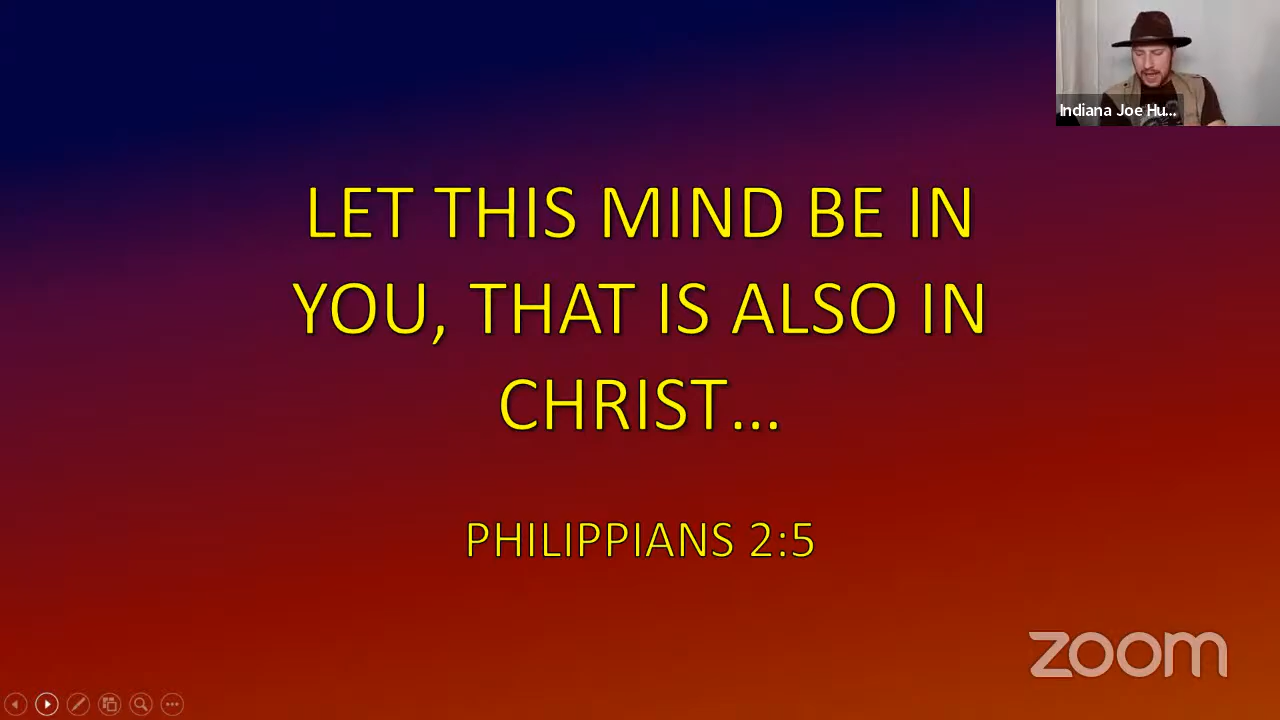 Indiana Joe Hu...
LET THIS MIND BE IN
YOU, THAT IS ALSO IN
CHRIST...
PHILIPPIANS 2:5
zoom